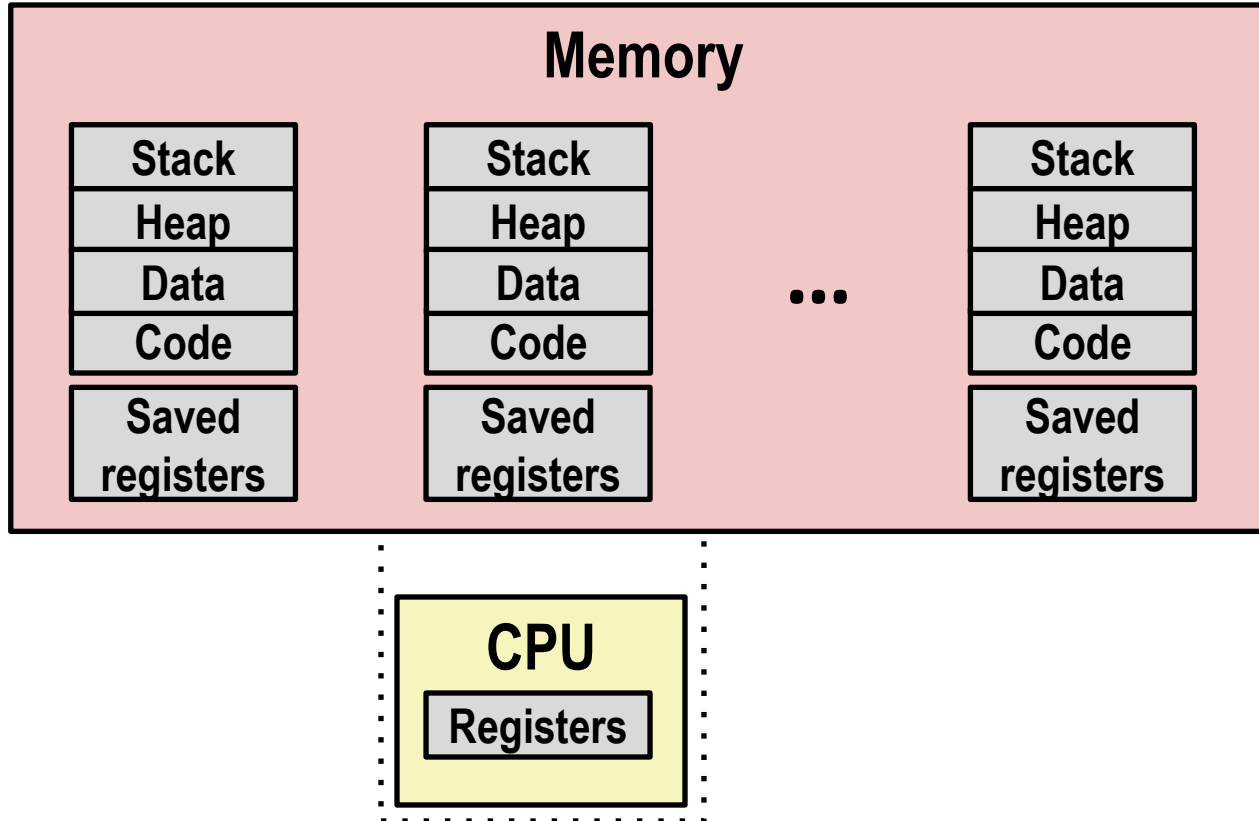 Memory
Stack
Heap
Data
Code
Saved
registers
Stack
Heap
Data
Code
Saved
registers
...
Stack
Heap
Data
Code
Saved
registers
CPU
Registers